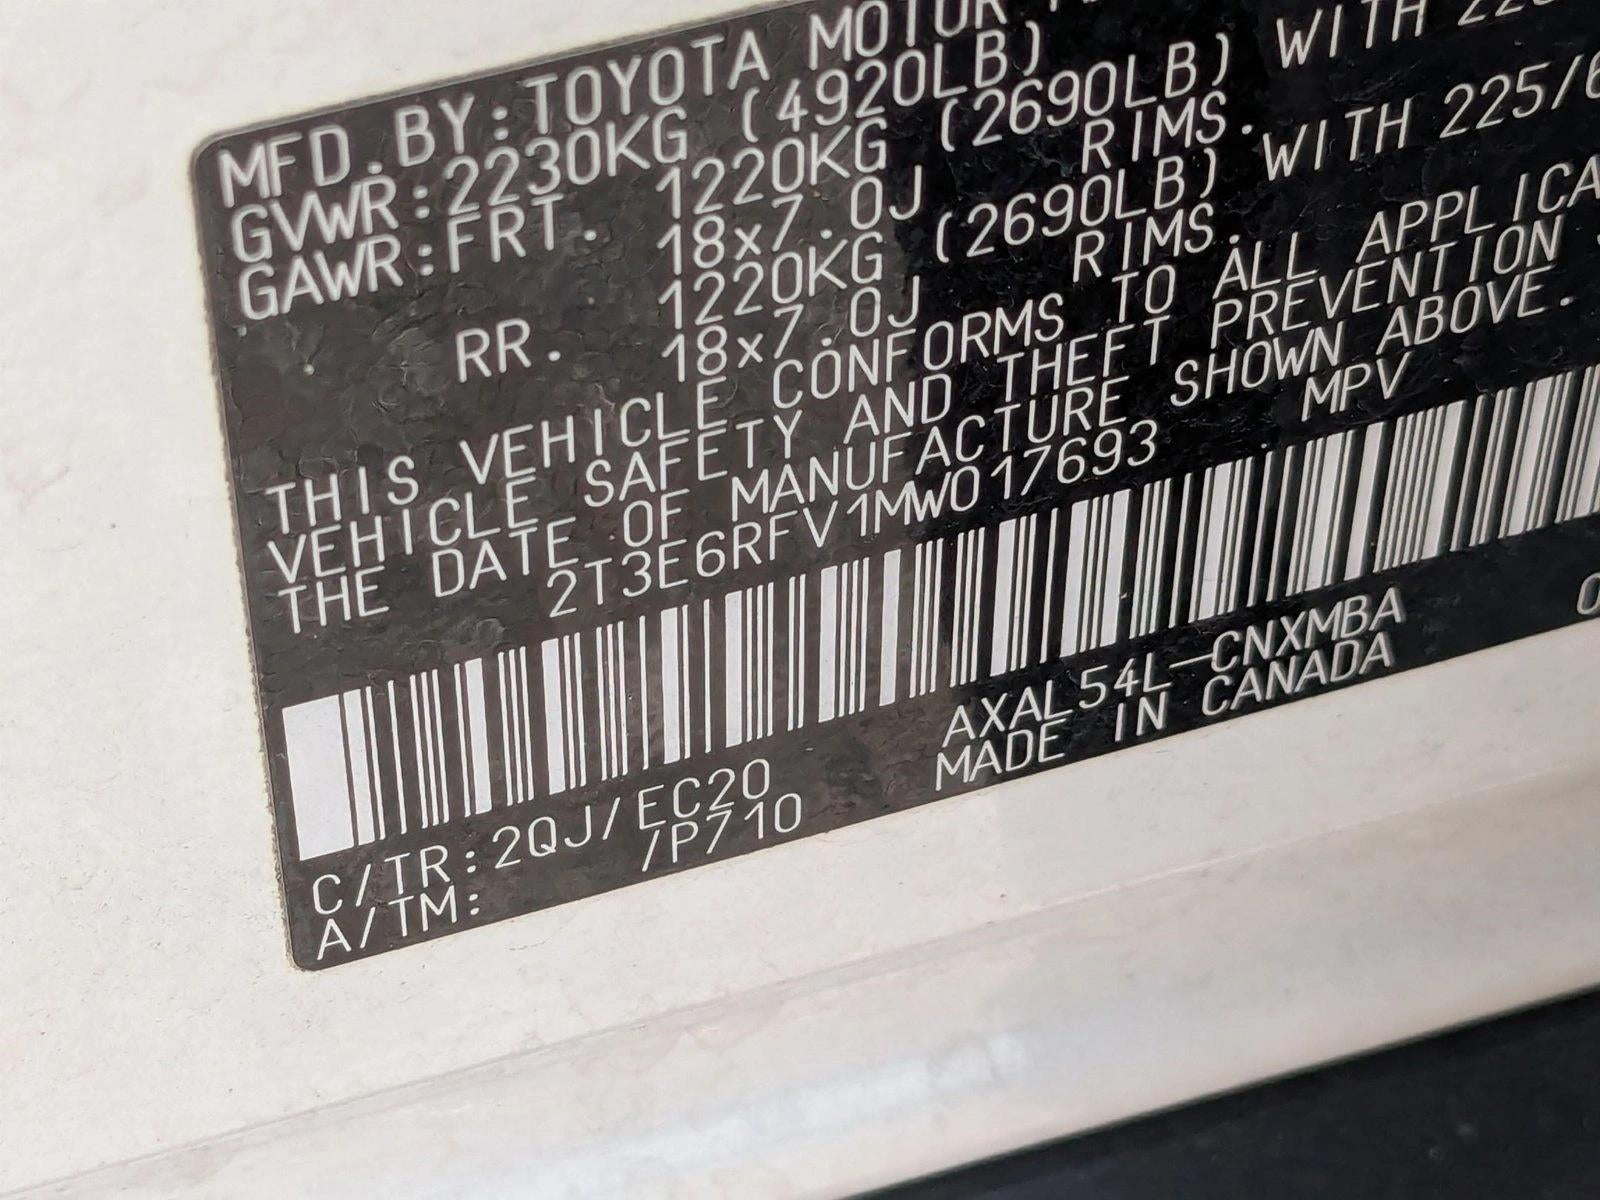 MFD.BY:TOYOTA MOTOR
GVWR:2230KG (4920LB)
GAWR:FRT. 1220KG (2690LB) WITH
18x7.0J RIMS.
RR. 1220KG (2690LB) WITH 225/6
18x7.0J RIMS.
THIS VEHICLE CONFORMS TO ALL APPLICA
VEHICLE SAFETY AND THEFT PREVENTION
THE DATE OF MANUFACTURE SHOWN ABOVE.
2T3E6RFV1MW017693 MPV
C/TR:2QJ/EC20 AXAL54L-CNXMBA
A/TM: /P710 MADE IN CANADA